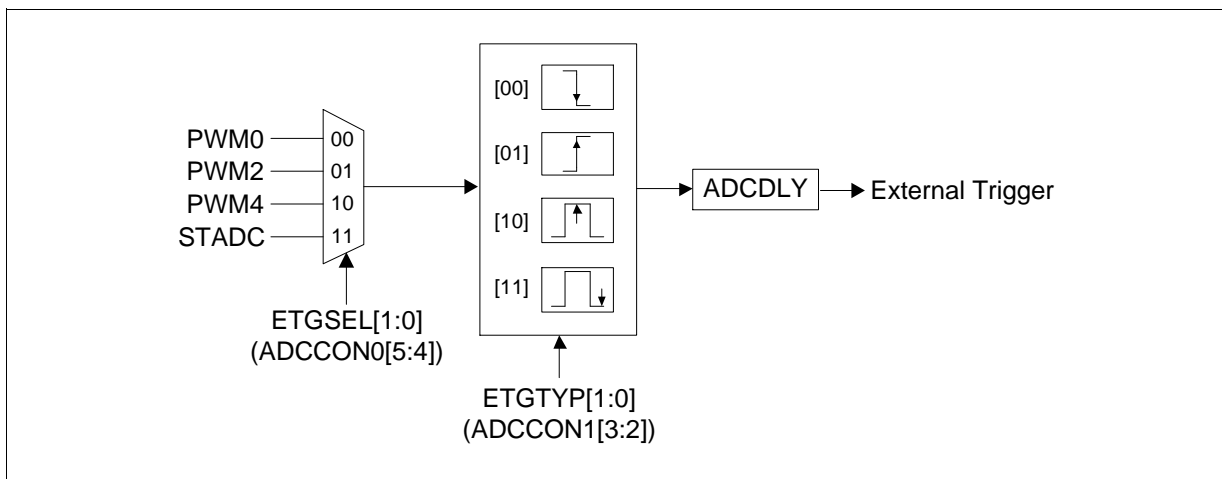 PWM0
PWM2
PWM4
STADC
00
01
10
11
ETGSEL[1:0]
(ADCCON0[5:4])
[00]
[01]
[10]
[11]
ETGTYP[1:0]
(ADCCON1[3:2])
ADCDLY
External Trigger